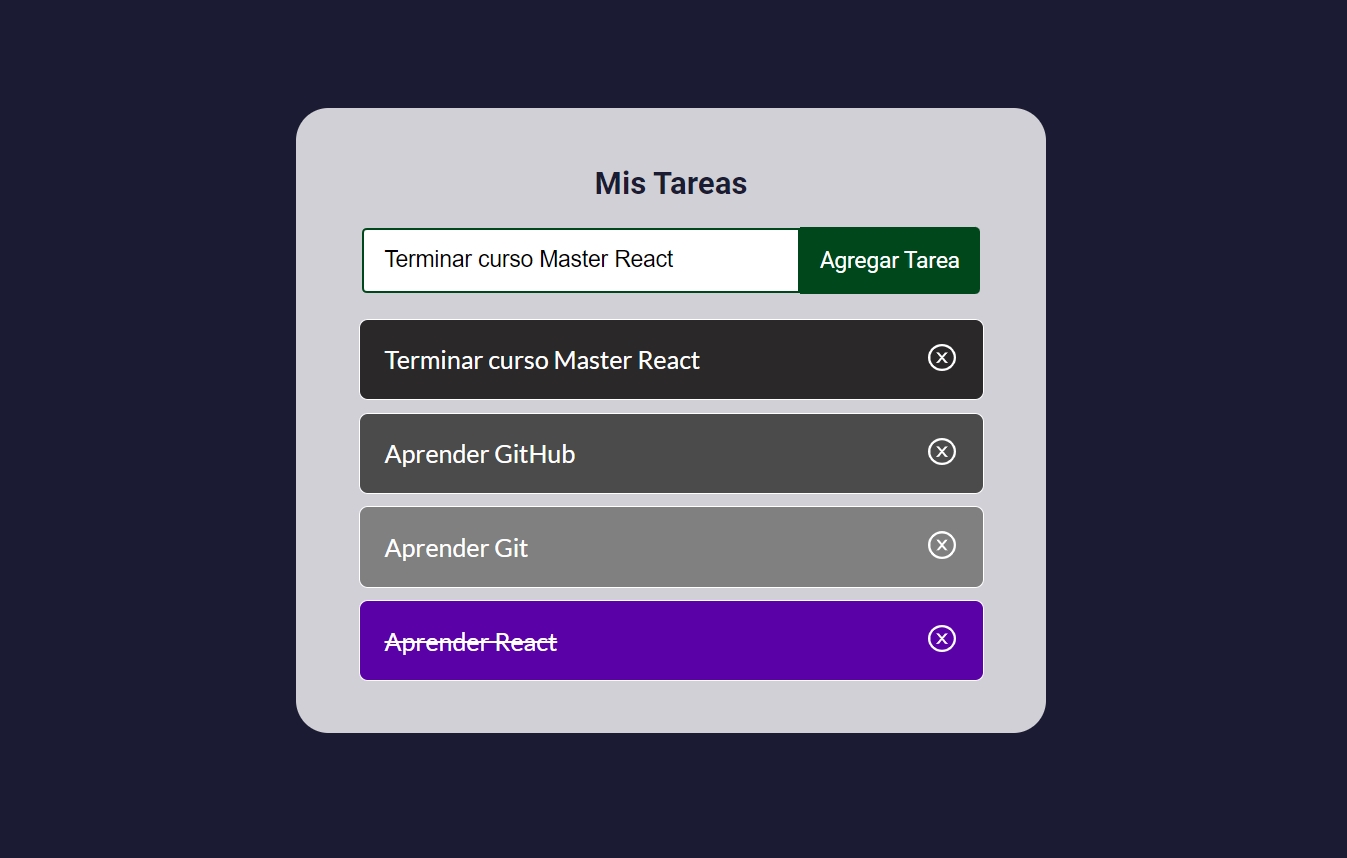 Mis Tareas
Terminar curso Master React
Agregar Tarea
Terminar curso Master React
Aprender GitHub
Aprender Git
Aprender React